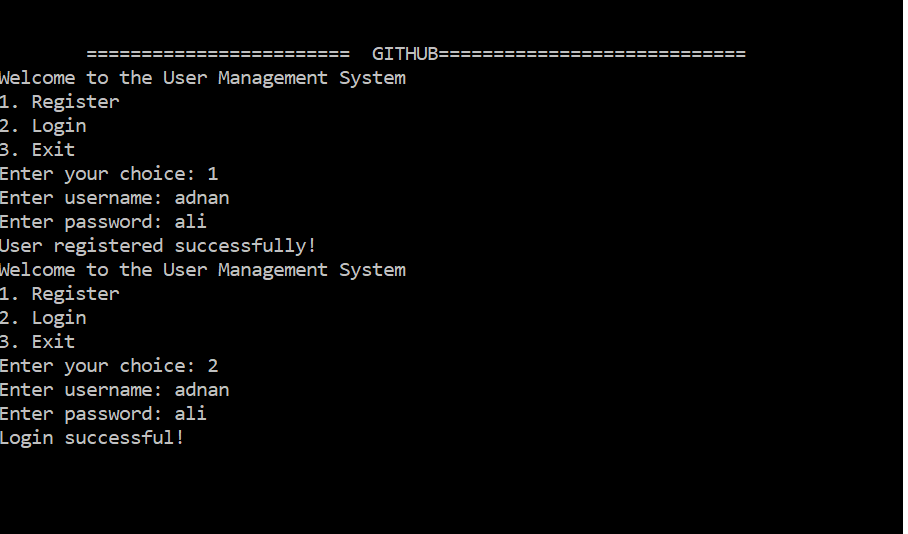 ========================  GITHUB============================
Welcome to the User Management System
1. Register
2. Login
3. Exit
Enter your choice: 1
Enter username: adnan
Enter password: ali
User registered successfully!
Welcome to the User Management System
1. Register
2. Login
3. Exit
Enter your choice: 2
Enter username: adnan
Enter password: ali
Login successful!